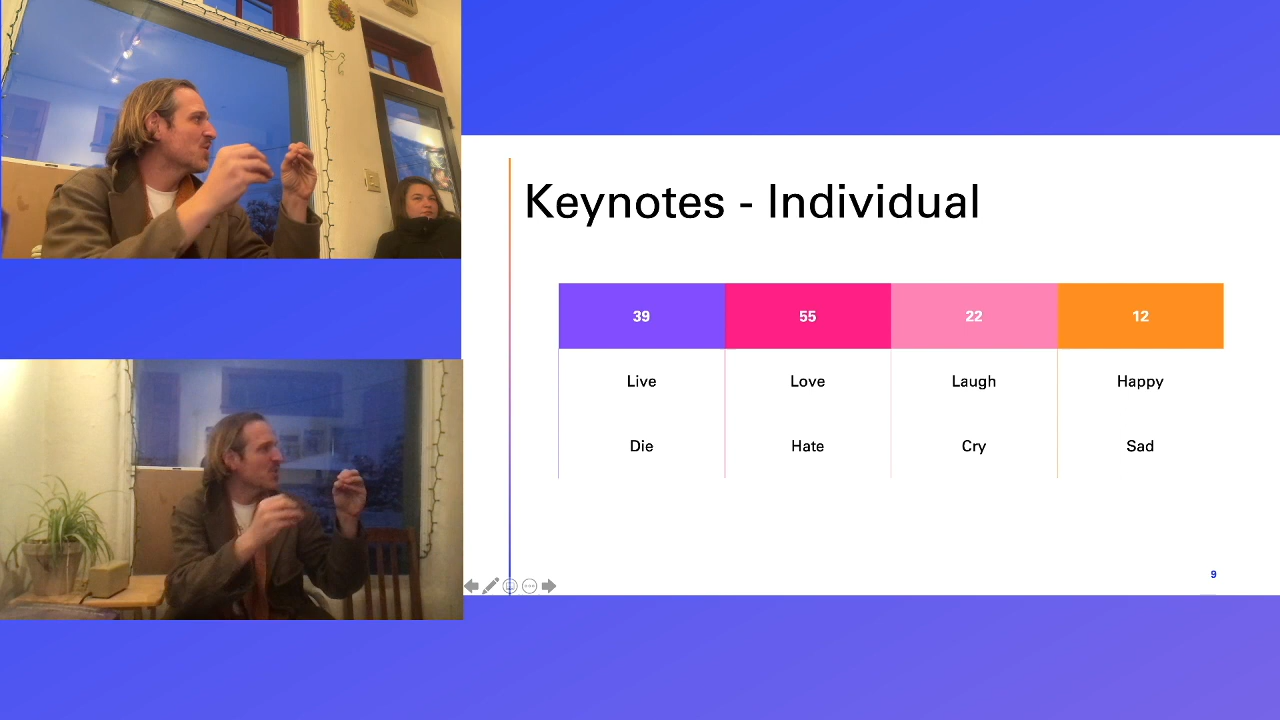 Keynotes - Individual
39 55 22 12
Live Love Laugh Happy
Die Hate Cry Sad
9